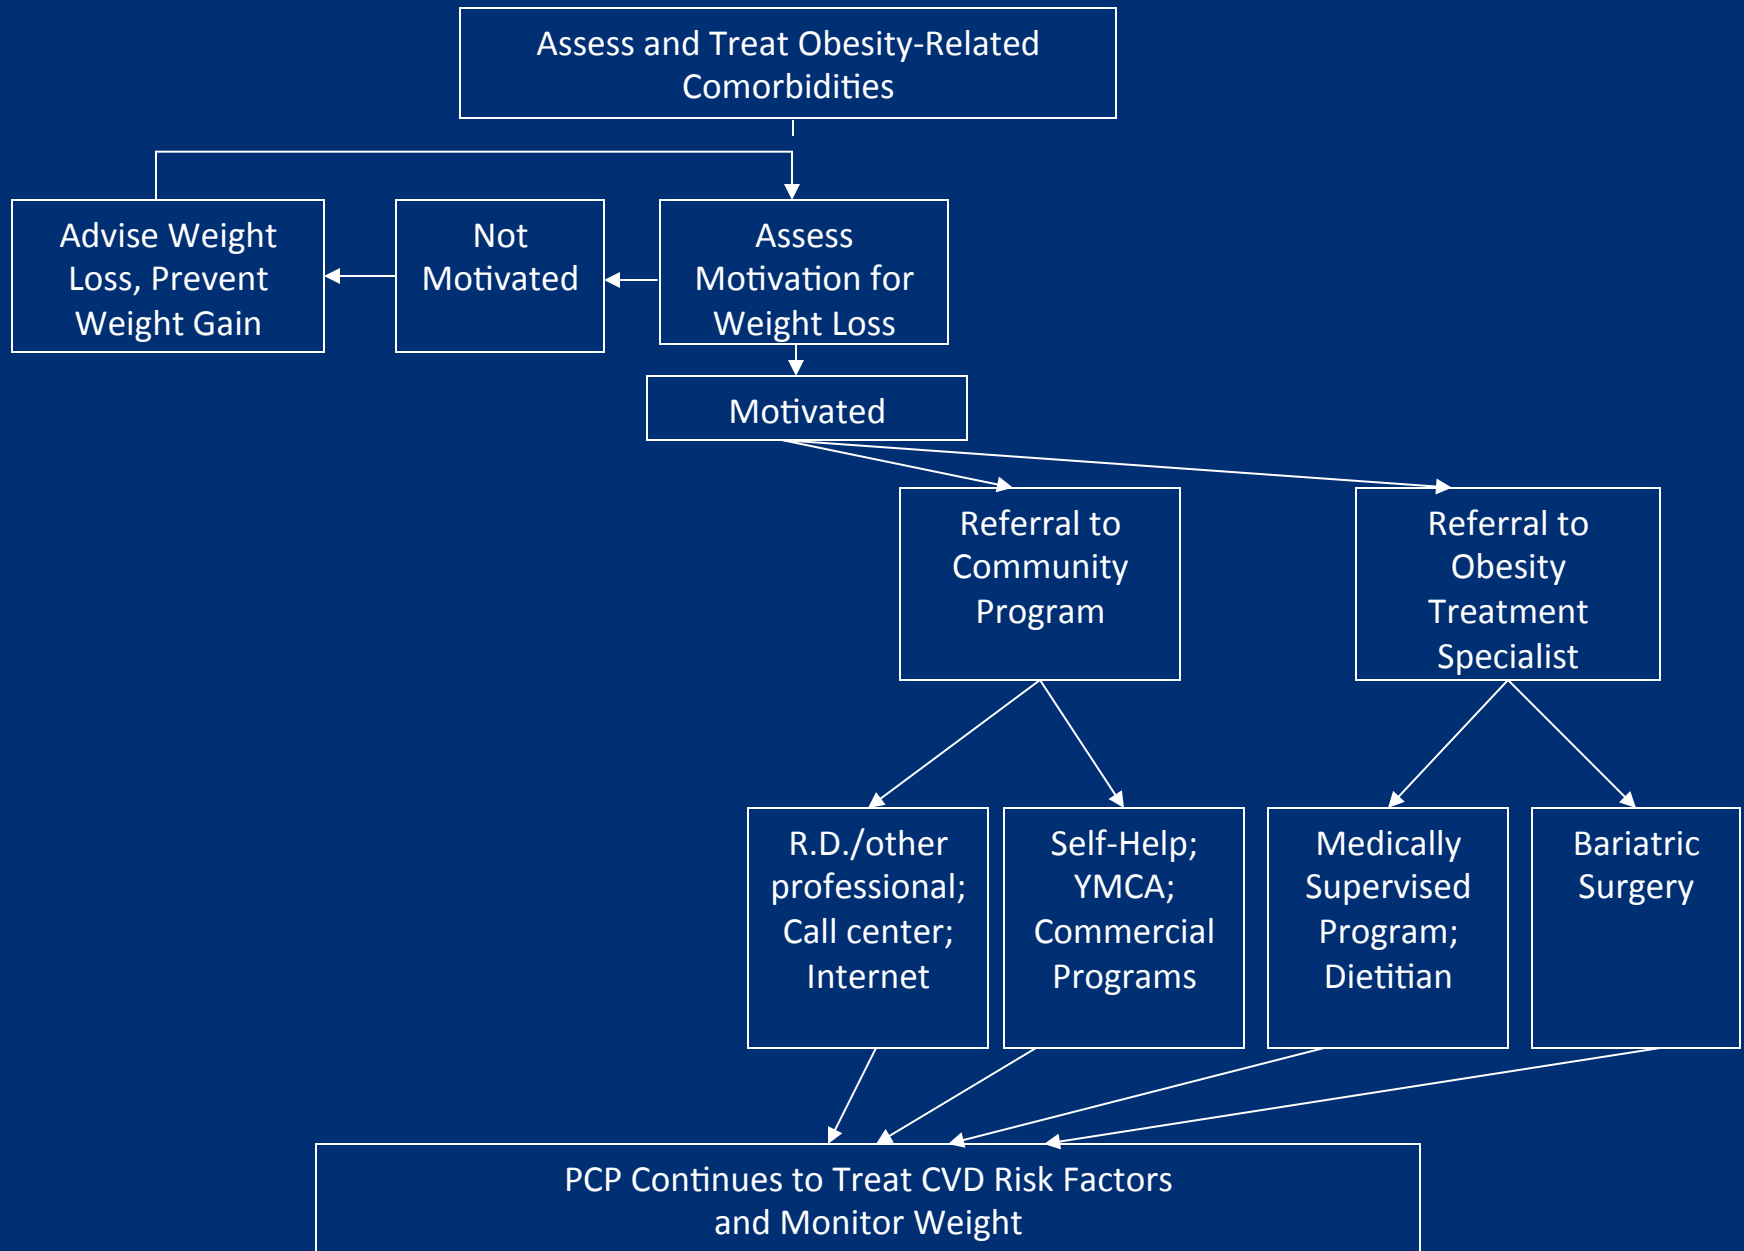 Assess and Treat Obesity-Related
Comorbidities
Advise Weight
Loss, Prevent
Weight Gain
Not
Motivated
Assess
Motivation for
Weight Loss
Motivated
Referral to
Community
Program
Referral to
Obesity
Treatment
Specialist
R.D./other
professional;
Call center;
Internet
Self-Help;
YMCA;
Commercial
Programs
Medically
Supervised
Program;
Dietitian
Bariatric
Surgery
PCP Continues to Treat CVD Risk Factors
and Monitor Weight